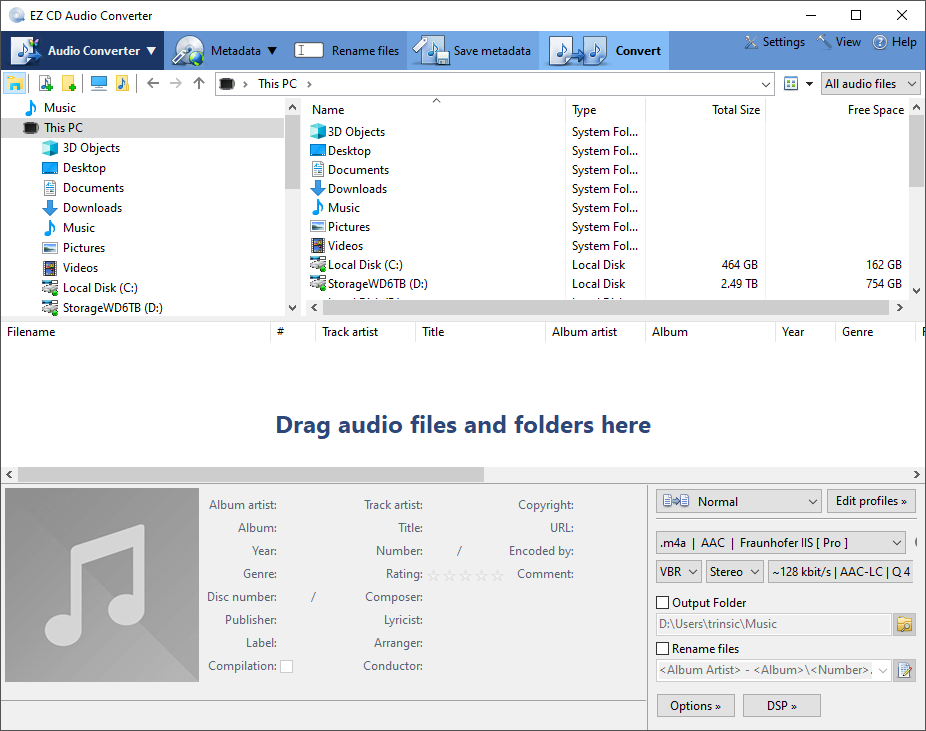 EZ CD Audio Converter
Audio Converter ▼ Metadata ▼ Rename files Save metadata Convert Settings View Help
This PC All audio files
Music
This PC
3D Objects
Desktop
Documents
Downloads
Music
Pictures
Videos
Local Disk (C:)
StorageWD6TB (D:)
Name Type Total Size Free Space
3D Objects System Fol...
Desktop System Fol...
Documents System Fol...
Downloads System Fol...
Music System Fol...
Pictures System Fol...
Videos System Fol...
Local Disk (C:) Local Disk 464 GB 162 GB
StorageWD6TB (D:) Local Disk 2.49 TB 754 GB
Filename # Track artist Title Album artist Album Year Genre
Drag audio files and folders here
Album artist: Track artist: Copyright:
Album: Title: URL:
Year: Number: / Encoded by:
Genre: Rating: ☆☆☆☆☆ Comment:
Disc number: / Composer:
Publisher: Lyricist:
Label: Arranger:
Compilation: Conductor:
Normal Edit profiles »
.m4a | AAC | Fraunhofer IIS [ Pro ]
VBR Stereo ~128 kbit/s | AAC-LC | Q 4
Output Folder
D:\Users\trinsic\Music
Rename files
<Album Artist> - <Album>\<Number>.
Options » DSP »